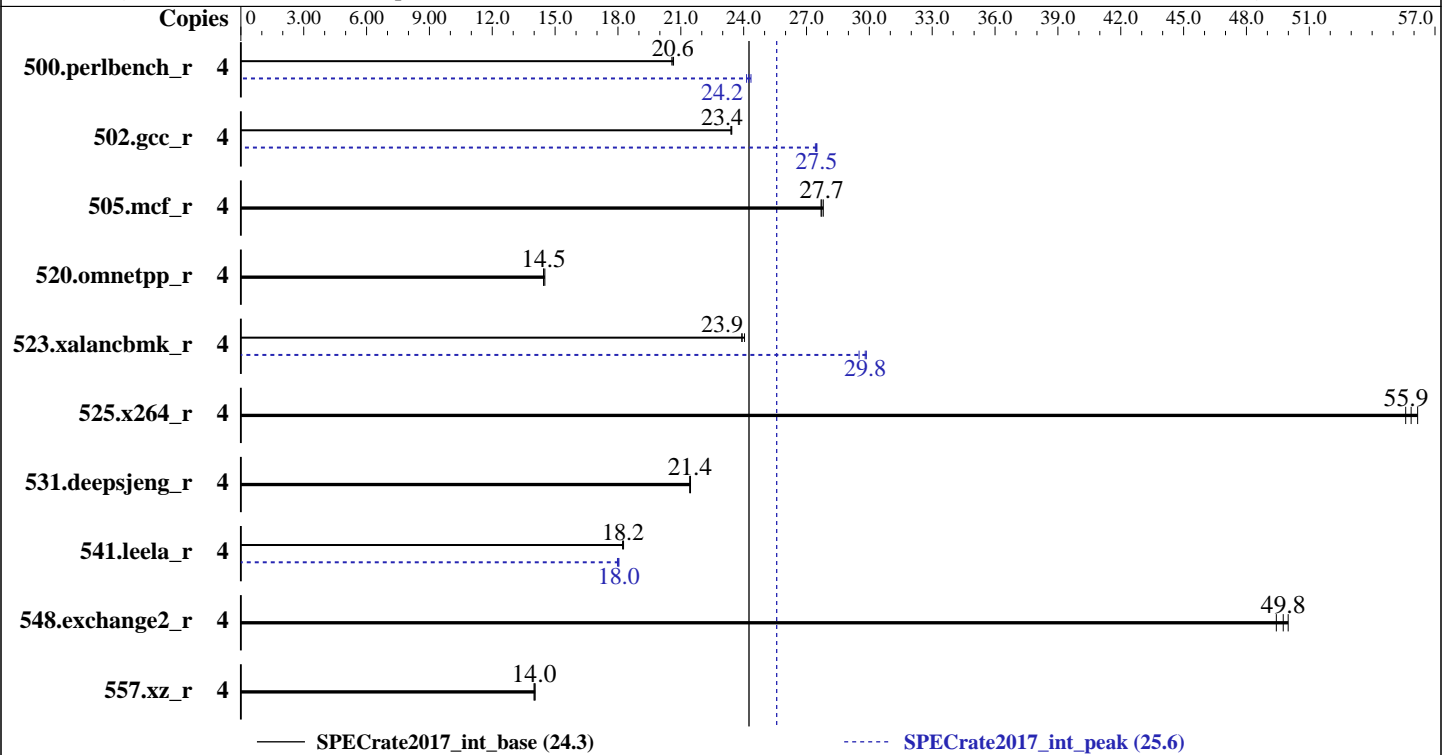 Copies 0 3.00 6.00 9.00 12.0 15.0 18.0 21.0 24.0 27.0 30.0 33.0 36.0 39.0 42.0 45.0 48.0 51.0 57.0
20.6
500.perlbench_r 4
24.2
23.4
502.gcc_r 4
27.5
27.7
505.mcf_r 4
14.5
520.omnetpp_r 4
23.9
523.xalancbmk_r 4
29.8
55.9
525.x264_r 4
21.4
531.deepsjeng_r 4
18.2
541.leela_r 4
18.0
49.8
548.exchange2_r 4
14.0
557.xz_r 4
SPECrate2017_int_base (24.3) SPECrate2017_int_peak (25.6)